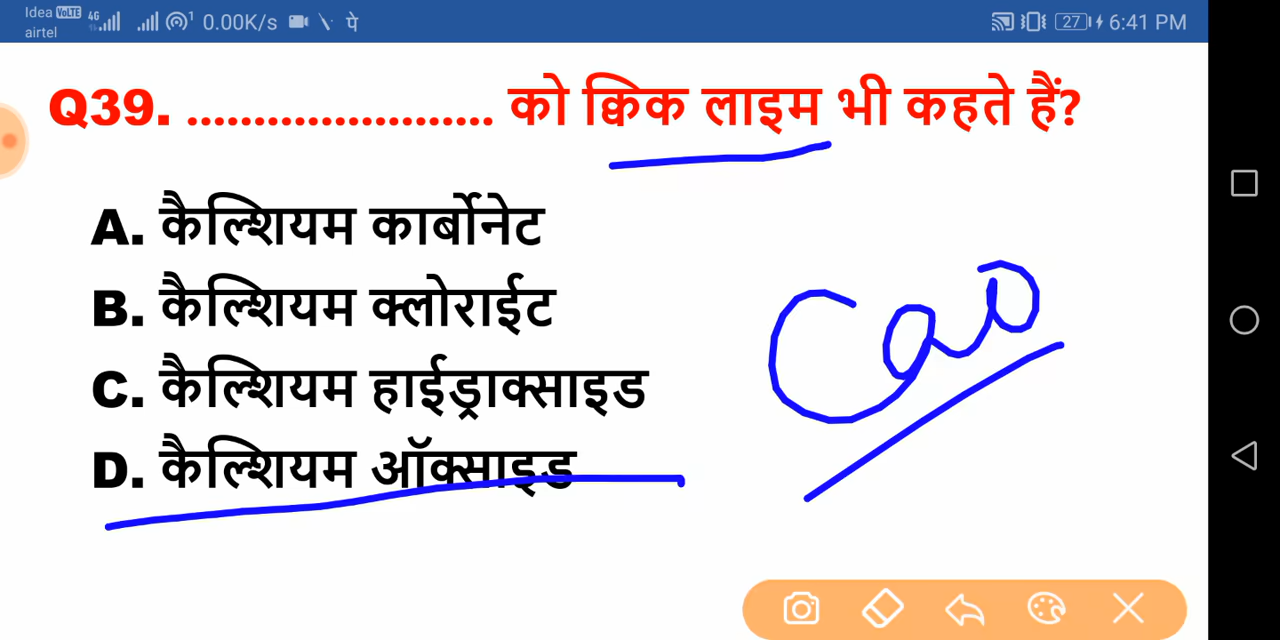 Idea VoLTE 4G 0.00K/s पे 27 6:41 PM
airtel
Q39. ....................... को क्विक लाइम भी कहते हैं?
A. कैल्शियम कार्बोनेट
B. कैल्शियम क्लोराईट
C. कैल्शियम हाईड्राक्साइड
D. कैल्शियम ऑक्साइड
Cao